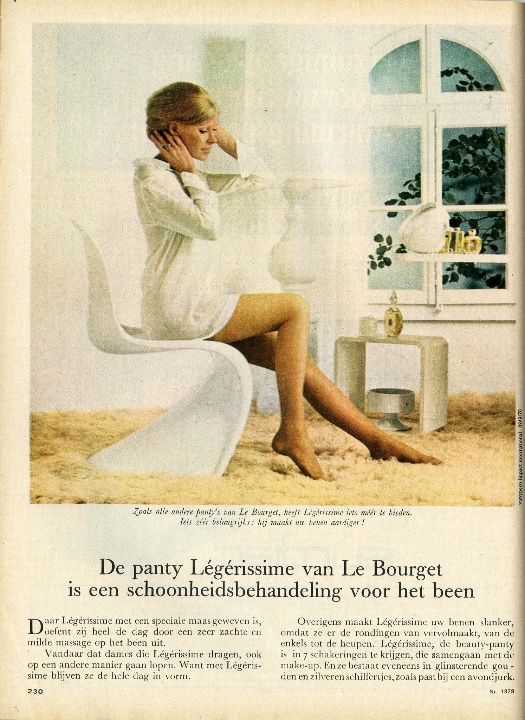 Zoals alle andere panty's van Le Bourget, heeft Légérissime iets méér te bieden.
Iets zéér belangrijks: hij maakt uw benen aardiger!
De panty Légérissime van Le Bourget
is een schoonheidsbehandeling voor het been
Daar Légérissime met een speciale maas geweven is,
oefent zij heel de dag door een zeer zachte en
milde massage op het been uit.
Vandaar dat dames die Légérissime dragen, ook
op een andere manier gaan lopen. Want met Légéris-
sime blijven ze de hele dag in vorm.
Overigens maakt Légérissime uw benen slanker,
omdat ze er de rondingen van vervolmaakt, van de
enkels tot de heupen. Légérissime, de beauty-panty
is in 7 schakeringen te krijgen, die samengaan met de
make-up. En ze bestaat eveneens in glinsterende gou-
den en zilveren schilfertjes, zoals past bij een avondjurk.
230
Nr. 1379